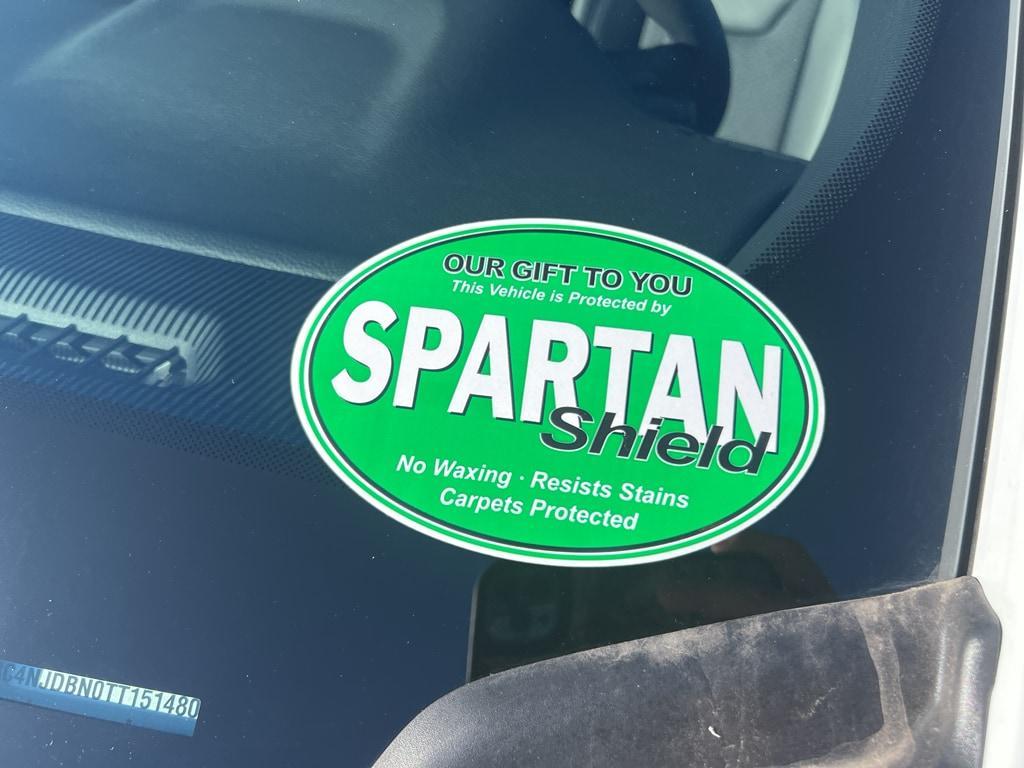 OUR GIFT TO YOU
This Vehicle is Protected by
SPARTAN
Shield
No Waxing · Resists Stains
Carpets Protected
C4NJDBN0TT151480